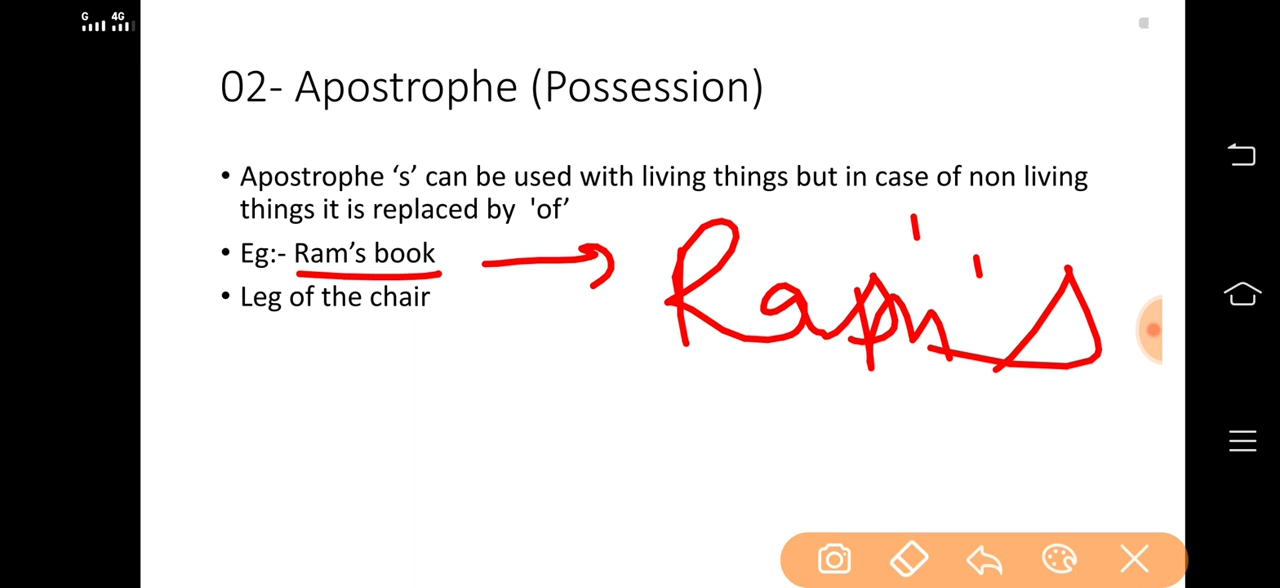 G 4G
02- Apostrophe (Possession)
• Apostrophe ‘s’ can be used with living things but in case of non living
things it is replaced by 'of’
• Eg:- Ram’s book
Ram's
• Leg of the chair